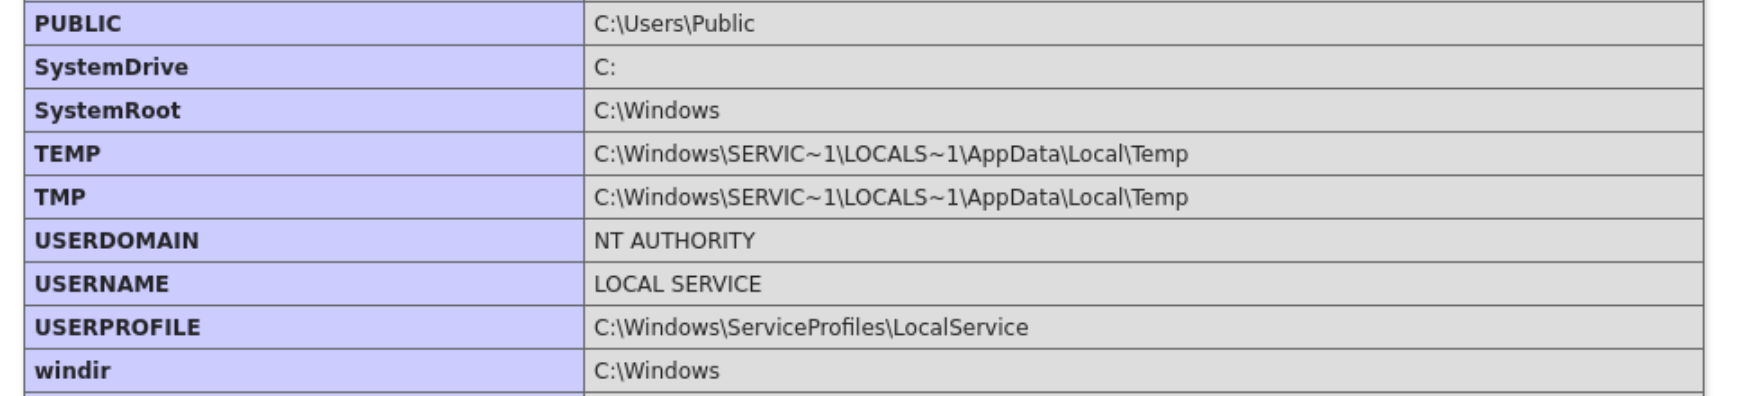 PUBLIC C:\Users\Public
SystemDrive C:
SystemRoot C:\Windows
TEMP C:\Windows\SERVIC~1\LOCALS~1\AppData\Local\Temp
TMP C:\Windows\SERVIC~1\LOCALS~1\AppData\Local\Temp
USERDOMAIN NT AUTHORITY
USERNAME LOCAL SERVICE
USERPROFILE C:\Windows\ServiceProfiles\LocalService
windir C:\Windows